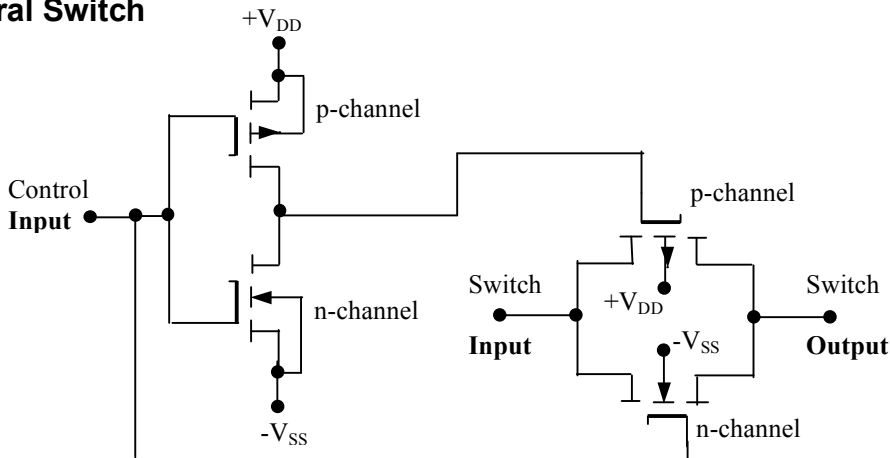 ral Switch
+VDD
p-channel
Control
Input
p-channel
n-channel
Switch
Input
+VDD
-VSS
Switch
Output
-VSS
n-channel